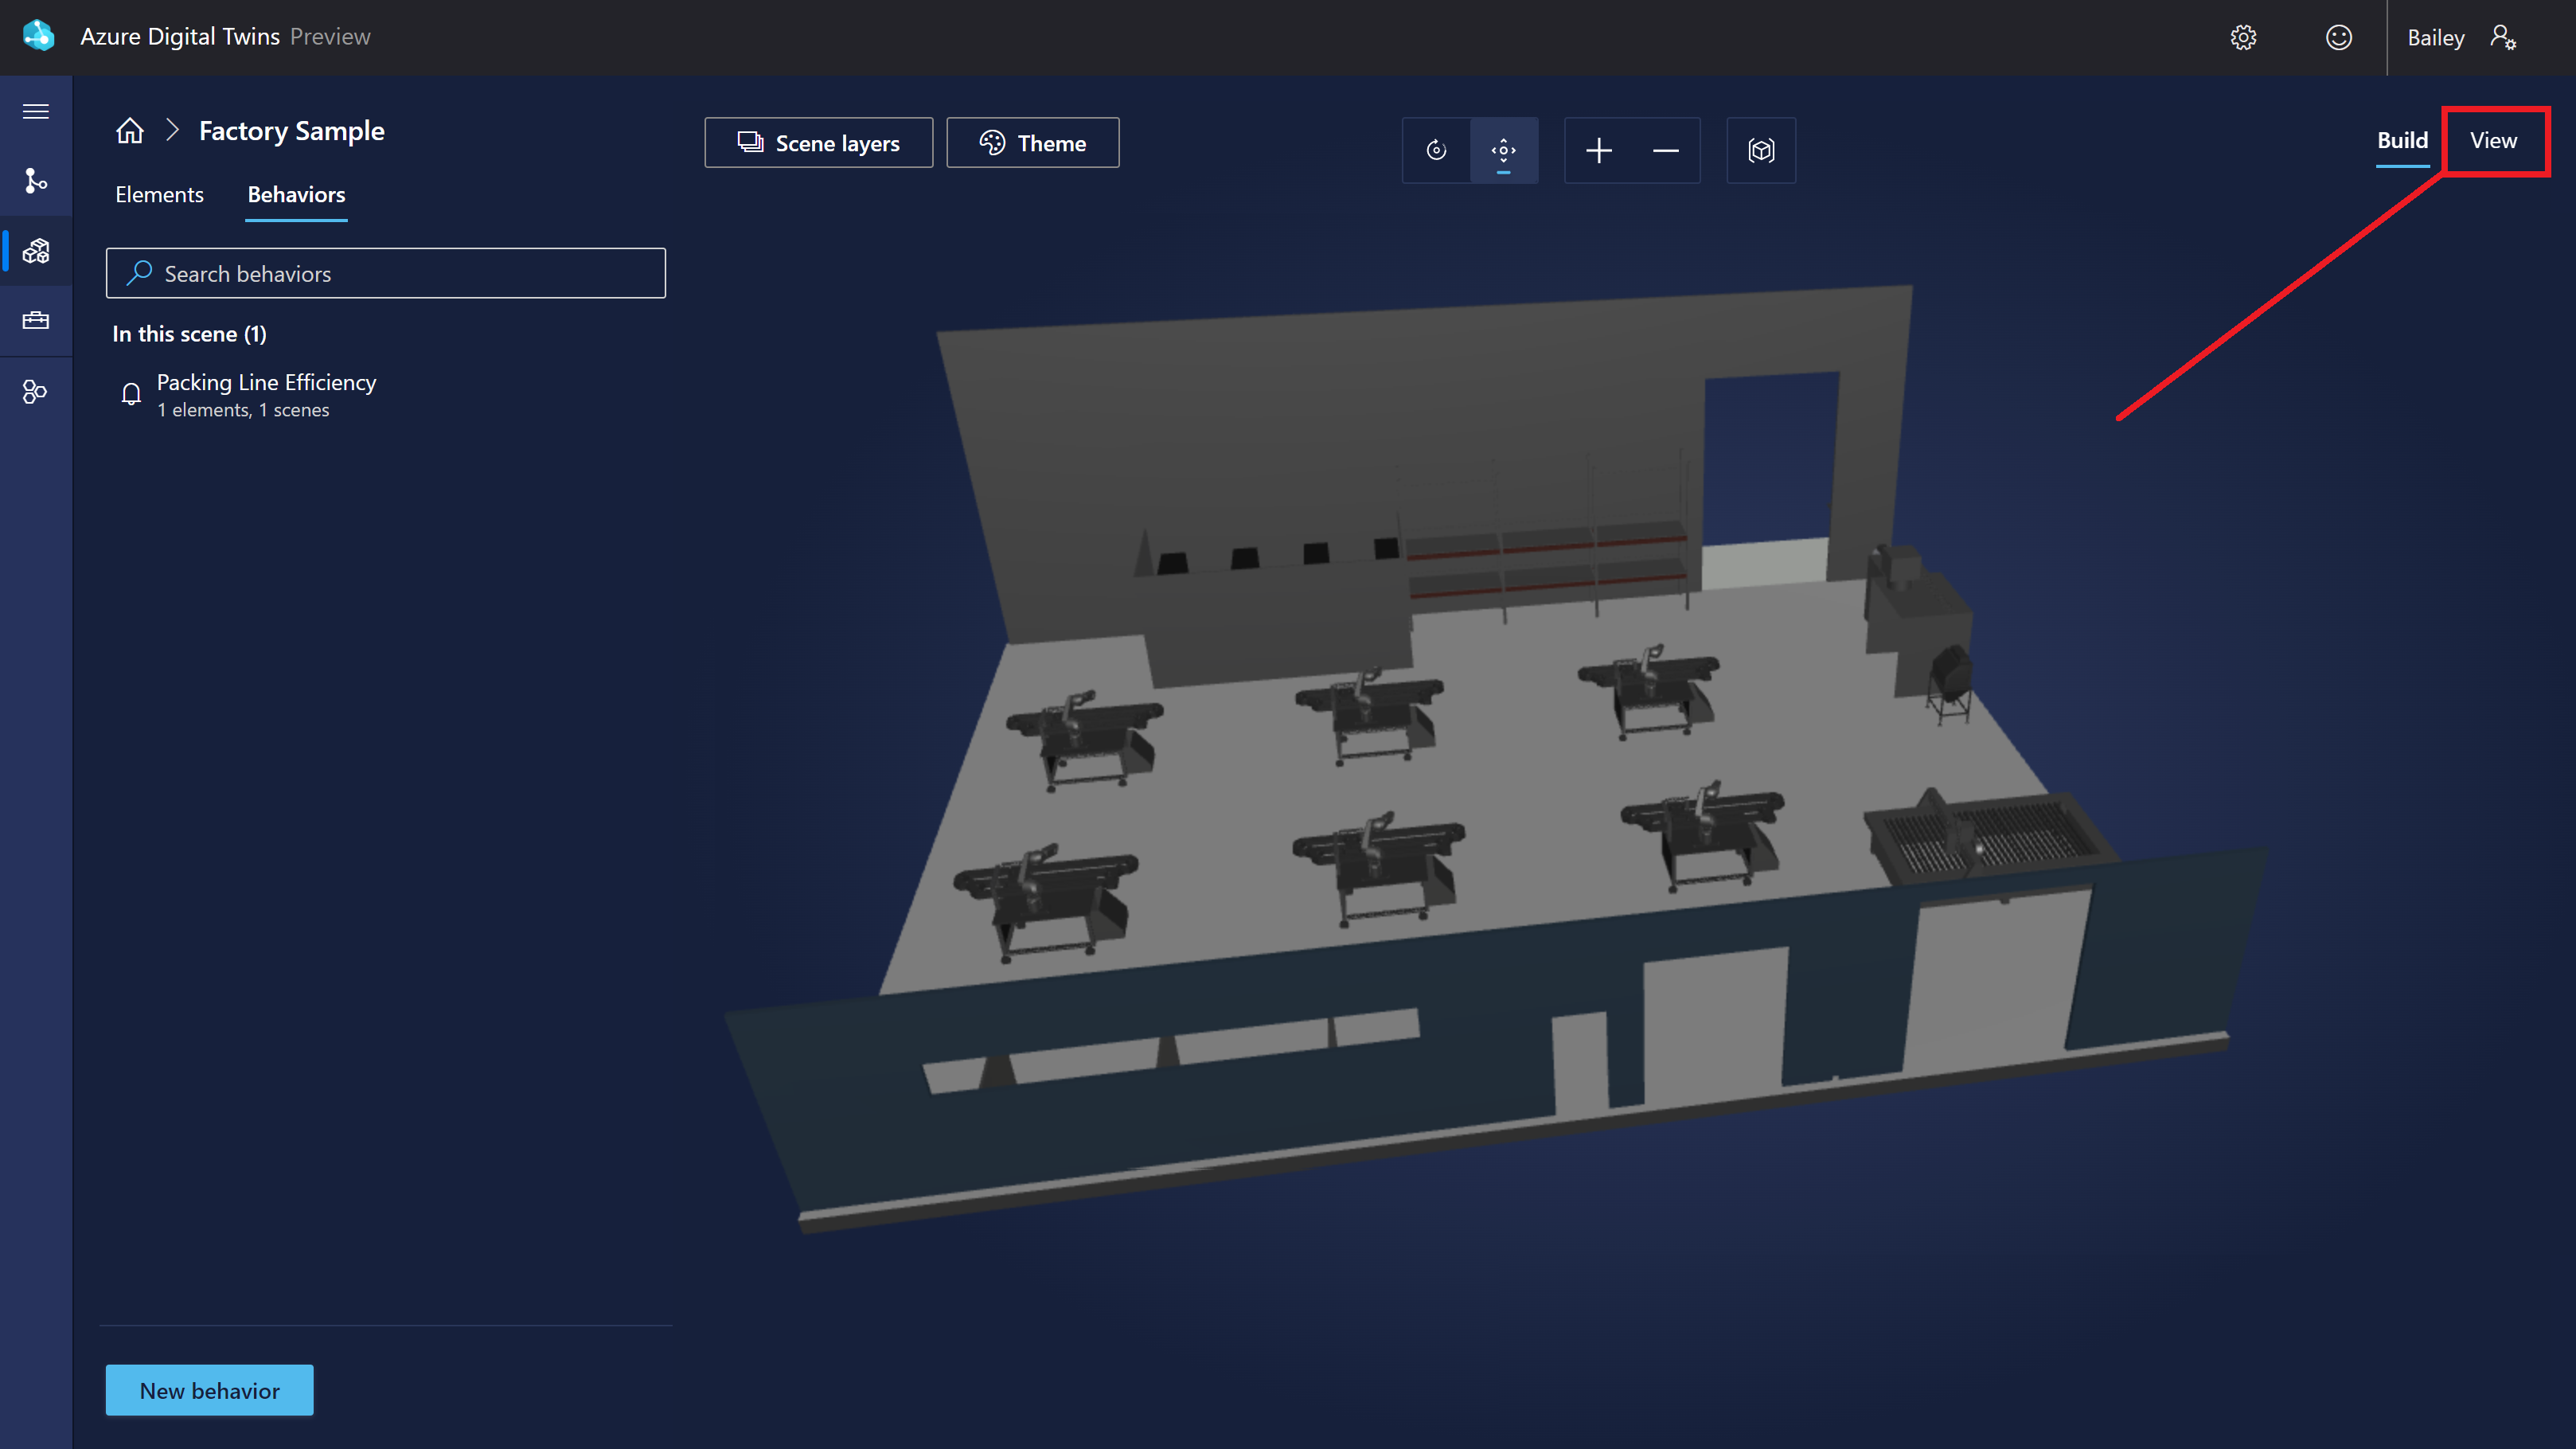 Azure Digital Twins Preview
Bailey
Factory Sample
Scene layers
Theme
Build
View
Elements
Behaviors
Search behaviors
In this scene (1)
Packing Line Efficiency
1 elements, 1 scenes
New behavior